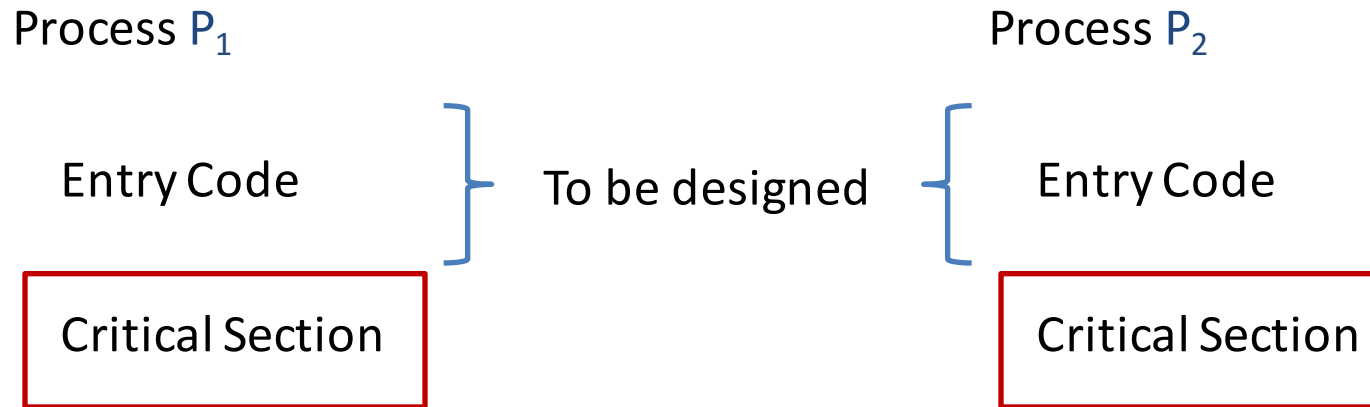 Process P₁ Process P₂
Entry Code To be designed Entry Code
Critical Section Critical Section